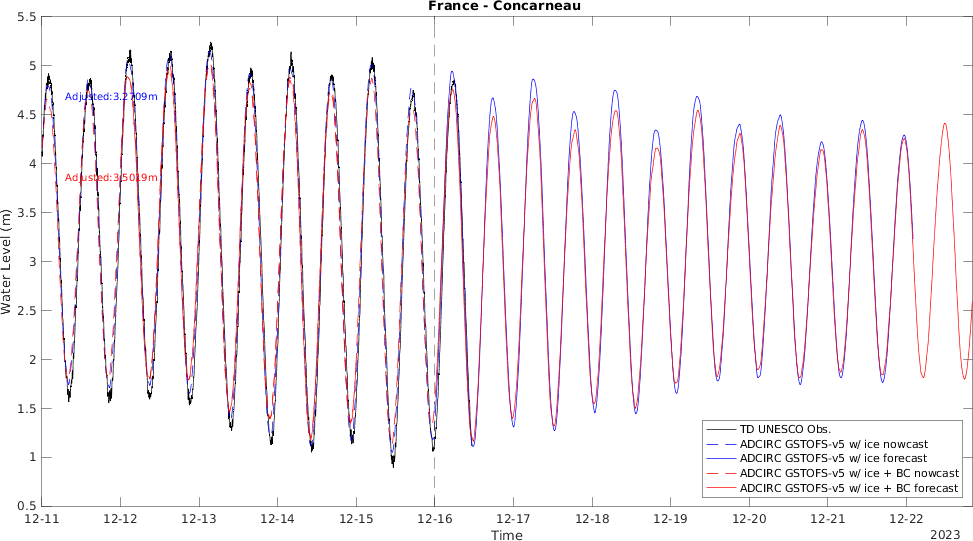 France - Concarneau
5.5
5
4.5
4
3.5
3
2.5
2
1.5
1
0.5
Water Level (m)
Adjusted:3.2709m
Adjusted:3.5019m
TD UNESCO Obs.
ADCIRC GSTOFS-v5 w/ ice nowcast
ADCIRC GSTOFS-v5 w/ ice forecast
ADCIRC GSTOFS-v5 w/ ice + BC nowcast
ADCIRC GSTOFS-v5 w/ ice + BC forecast
12-11 12-12 12-13 12-14 12-15 12-16 12-17 12-18 12-19 12-20 12-21 12-22
Time
2023